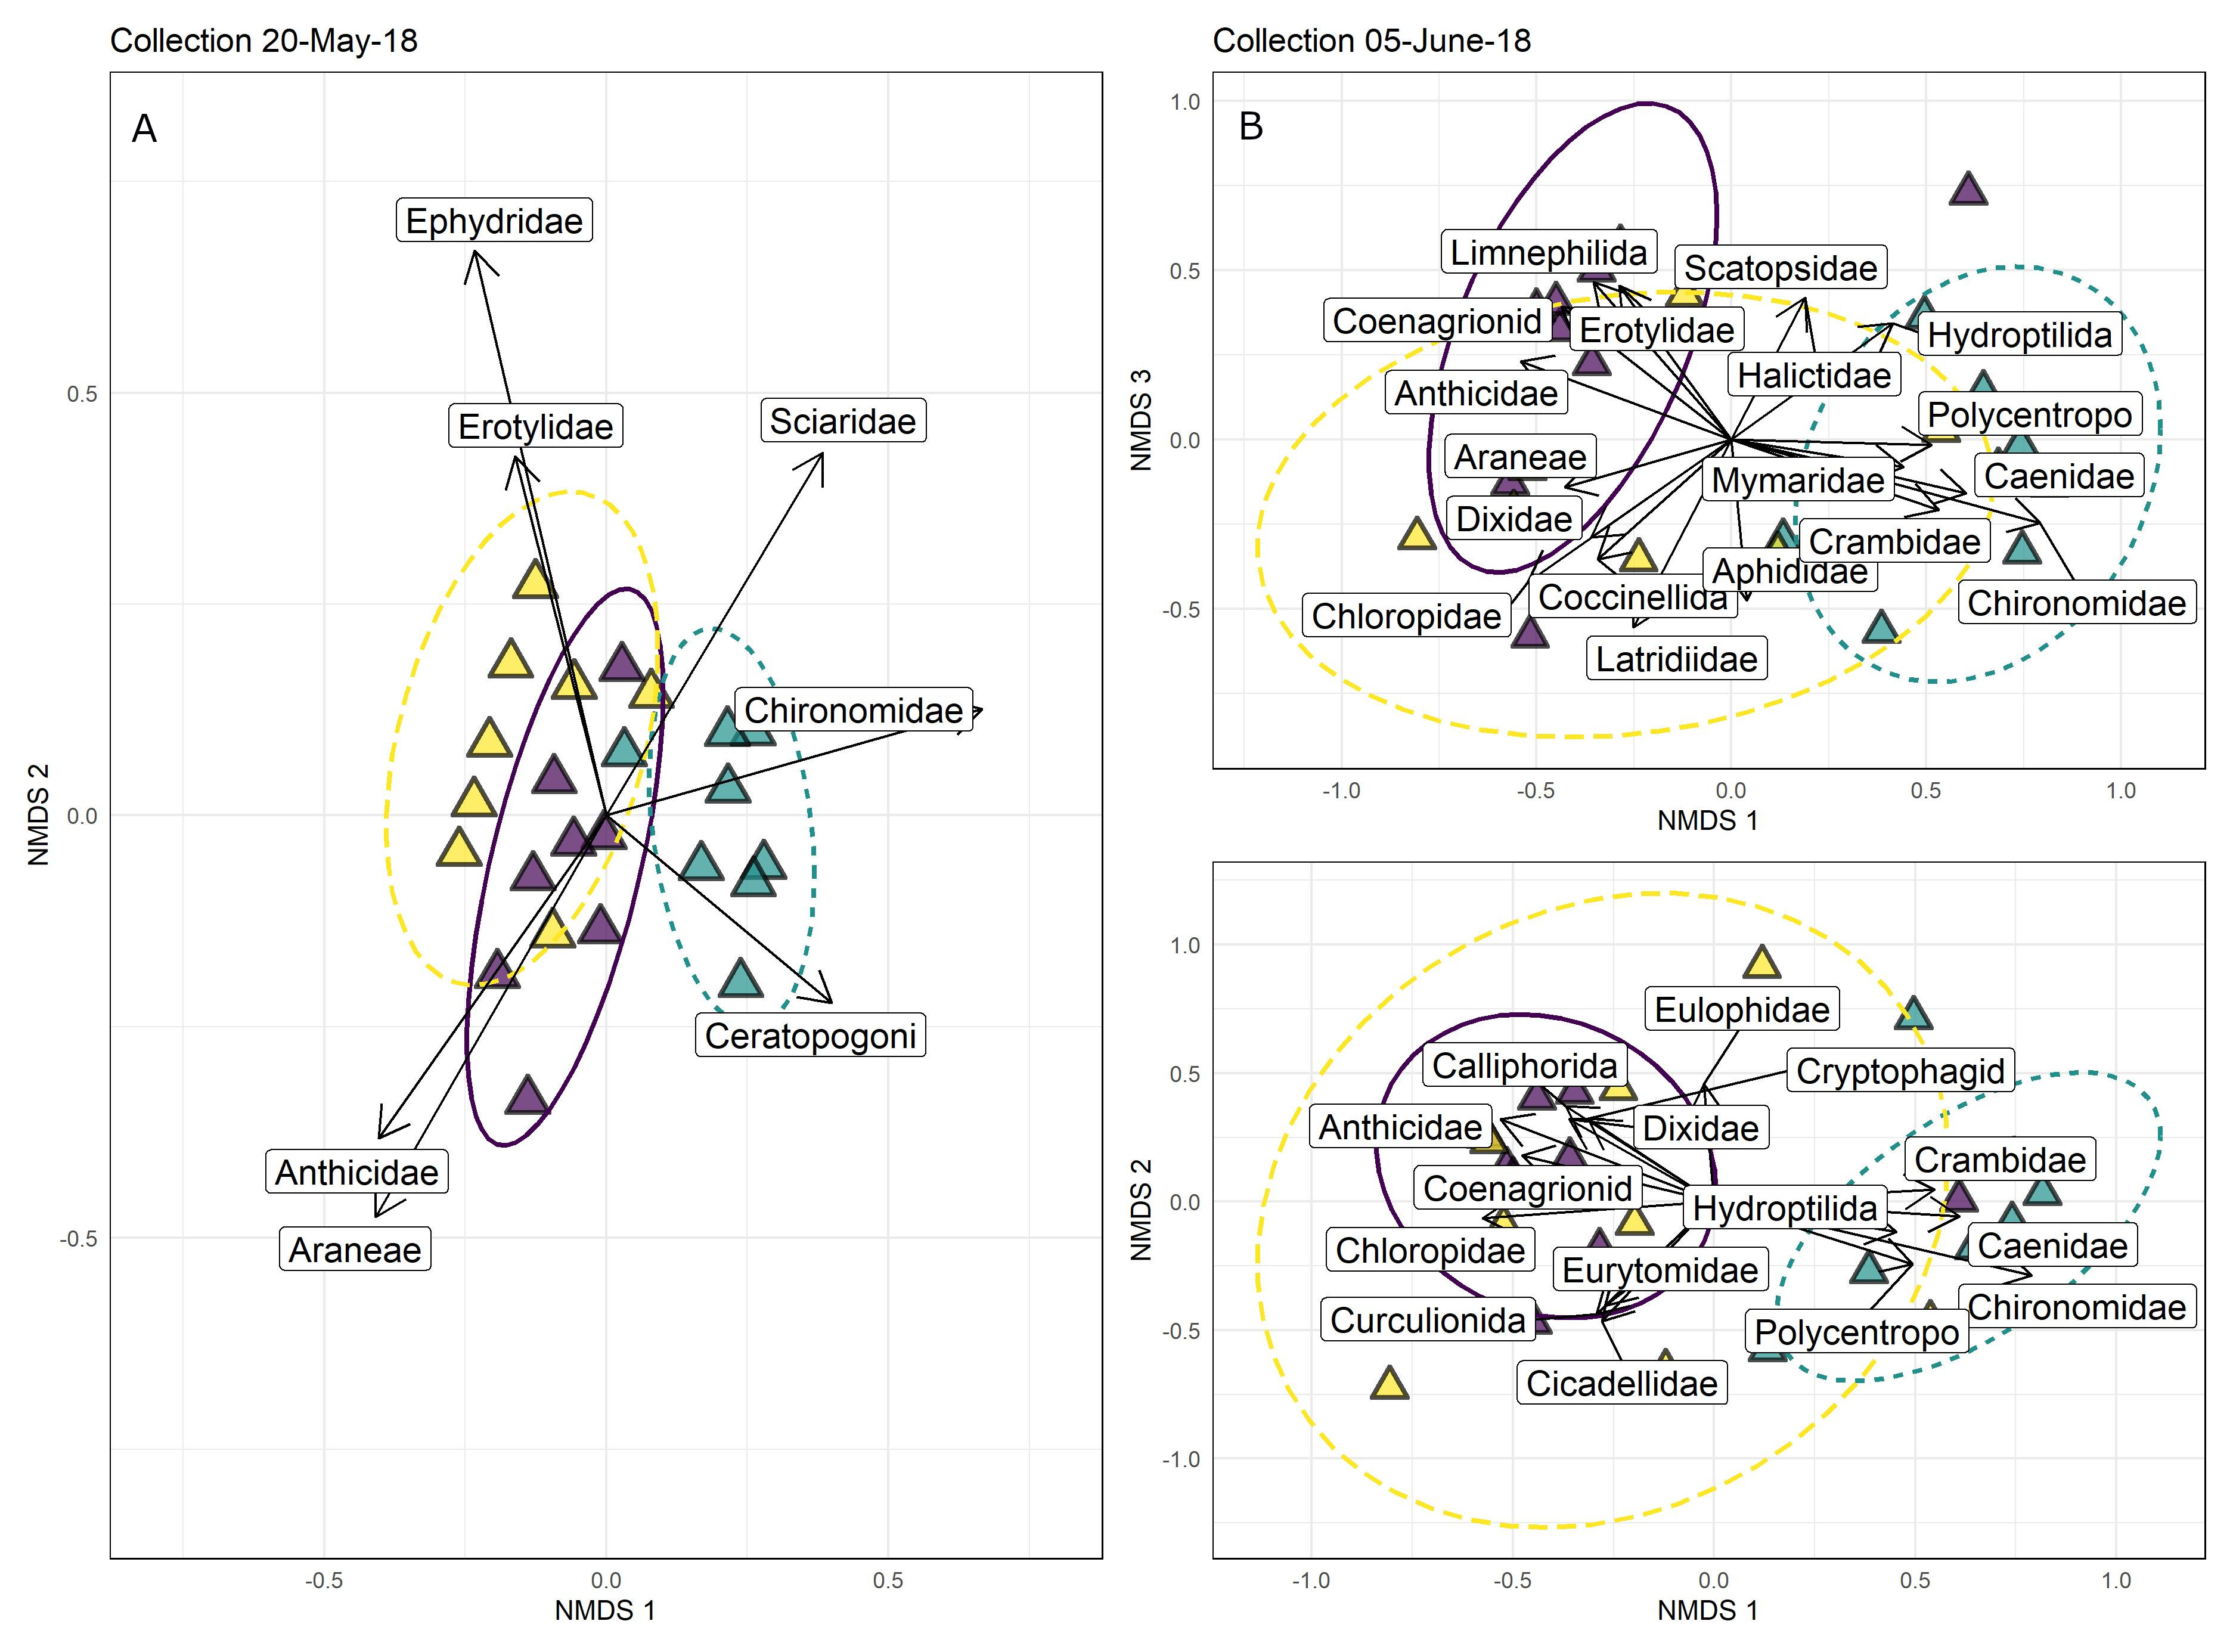 Collection 20-May-18
A
Ephydridae
Erotylidae
Sciaridae
Chironomidae
Ceratopogoni
Anthicidae
Araneae
0.5
0.0
-0.5
NMDS 2
-0.5
0.0
0.5
NMDS 1
Collection 05-June-18
B
1.0
0.5
0.0
-0.5
NMDS 3
Limnephilida
Scatopsidae
Coenagrionid
Erotylidae
Hydroptilida
Halictidae
Anthicidae
Polycentropo
Araneae
Mymaridae
Caenidae
Dixidae
Crambidae
Aphididae
Coccinellida
Chironomidae
Chloropidae
Latridiidae
-1.0
-0.5
0.0
0.5
1.0
NMDS 1
1.0
0.5
0.0
-0.5
-1.0
NMDS 2
Eulophidae
Calliphorida
Cryptophagid
Anthicidae
Dixidae
Crambidae
Coenagrionid
Hydroptilida
Chloropidae
Caenidae
Eurytomidae
Chironomidae
Curculionida
Polycentropo
Cicadellidae
-1.0
-0.5
0.0
0.5
1.0
NMDS 1